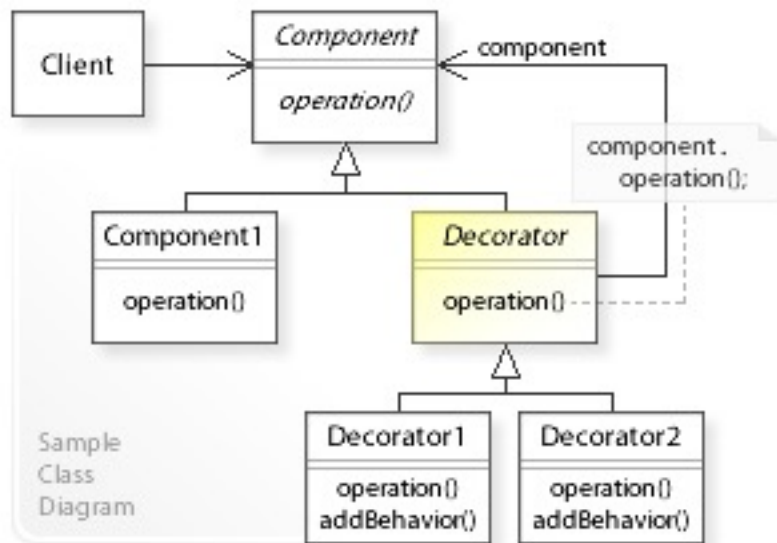 Client
Component
operation()
component
component.
operation();
Component1
operation()
Decorator
operation()
Decorator1
operation()
addBehavior()
Decorator2
operation()
addBehavior()
Sample
Class
Diagram